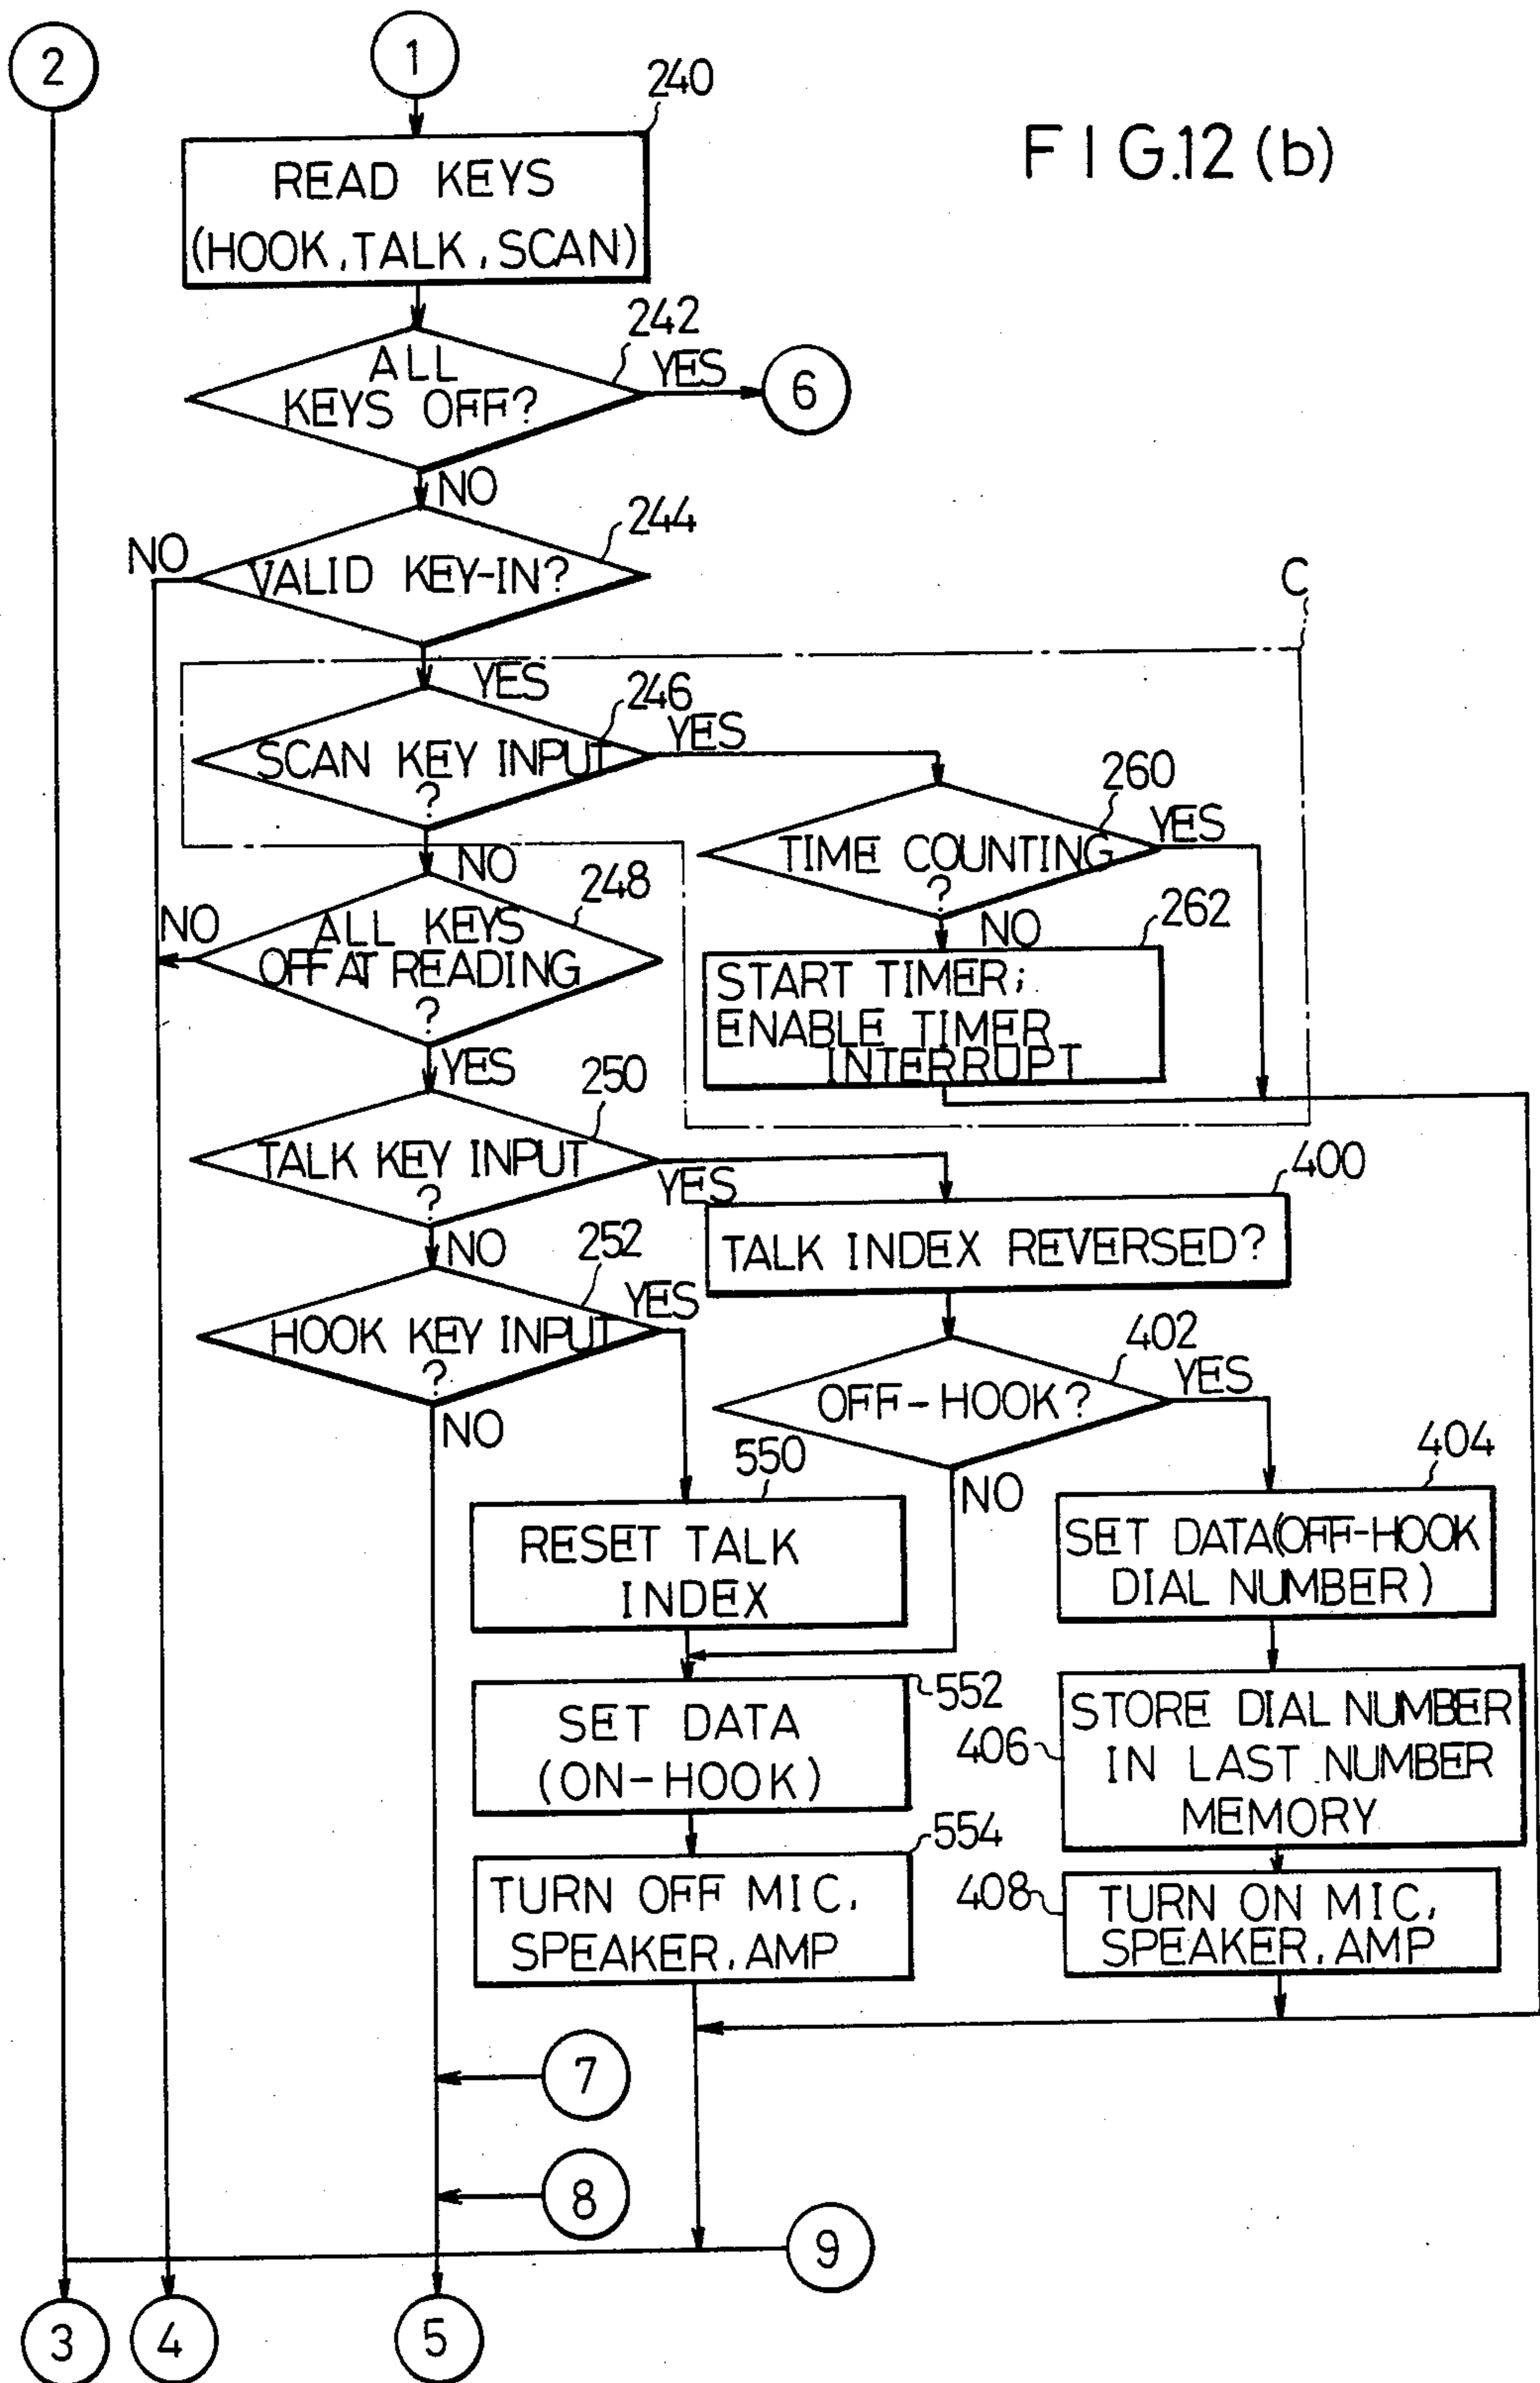 2
1
240
FIG.12 (b)
READ KEYS
(HOOK, TALK, SCAN)
242
ALL
KEYS OFF?
YES
6
NO
244
NO
VALID KEY-IN?
C
YES
246
SCAN KEY INPUT
?
YES
260
TIME COUNTING
?
YES
NO
248
NO
ALL KEYS
OFF AT READING
?
NO
262
START TIMER;
ENABLE TIMER
INTERRUPT
YES
250
TALK KEY INPUT
?
YES
400
TALK INDEX REVERSED?
NO
252
HOOK KEY INPUT
?
YES
402
OFF-HOOK?
YES
NO
550
NO
404
RESET TALK
INDEX
SET DATA(OFF-HOOK
DIAL NUMBER)
552
SET DATA
(ON-HOOK)
406
STORE DIAL NUMBER
IN LAST NUMBER
MEMORY
554
TURN OFF MIC,
SPEAKER, AMP
408
TURN ON MIC,
SPEAKER, AMP
7
8
9
3
4
5